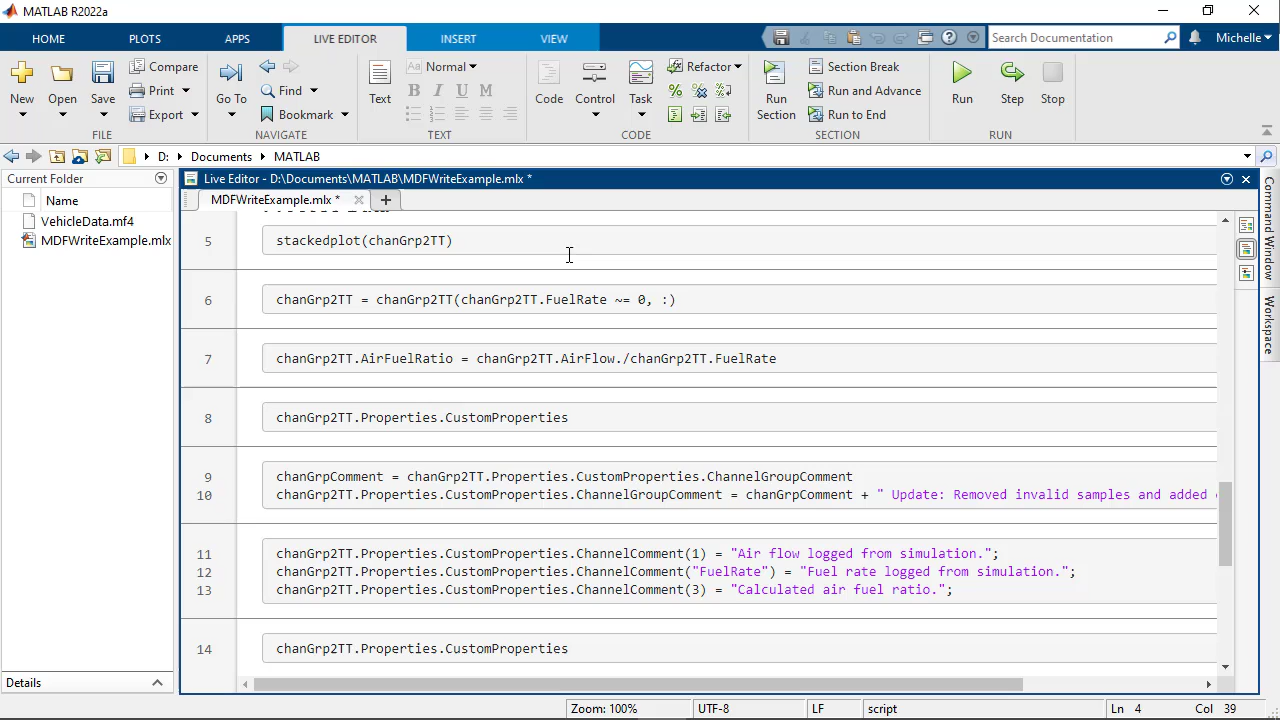 MATLAB R2022a
HOME PLOTS APPS LIVE EDITOR INSERT VIEW Search Documentation Michelle
New Open Save Compare Print Export FILE
Go To Find Bookmark NAVIGATE
Text Aa Normal B I U M TEXT
Code Control Task Refactor CODE
Run Section Section Break Run and Advance Run to End SECTION
Run Step Stop RUN
D: Documents MATLAB
Current Folder
Name
VehicleData.mf4
MDFWriteExample.mlx
Details
Live Editor - D:\Documents\MATLAB\MDFWriteExample.mlx *
MDFWriteExample.mlx *
5 stackedplot(chanGrp2TT)
6 chanGrp2TT = chanGrp2TT(chanGrp2TT.FuelRate ~= 0, :)
7 chanGrp2TT.AirFuelRatio = chanGrp2TT.AirFlow./chanGrp2TT.FuelRate
8 chanGrp2TT.Properties.CustomProperties
9 chanGrpComment = chanGrp2TT.Properties.CustomProperties.ChannelGroupComment
10 chanGrp2TT.Properties.CustomProperties.ChannelGroupComment = chanGrpComment + " Update: Removed invalid samples and added
11 chanGrp2TT.Properties.CustomProperties.ChannelComment(1) = "Air flow logged from simulation.";
12 chanGrp2TT.Properties.CustomProperties.ChannelComment("FuelRate") = "Fuel rate logged from simulation.";
13 chanGrp2TT.Properties.CustomProperties.ChannelComment(3) = "Calculated air fuel ratio.";
14 chanGrp2TT.Properties.CustomProperties
Command Window
Workspace
Zoom: 100% UTF-8 LF script Ln 4 Col 39